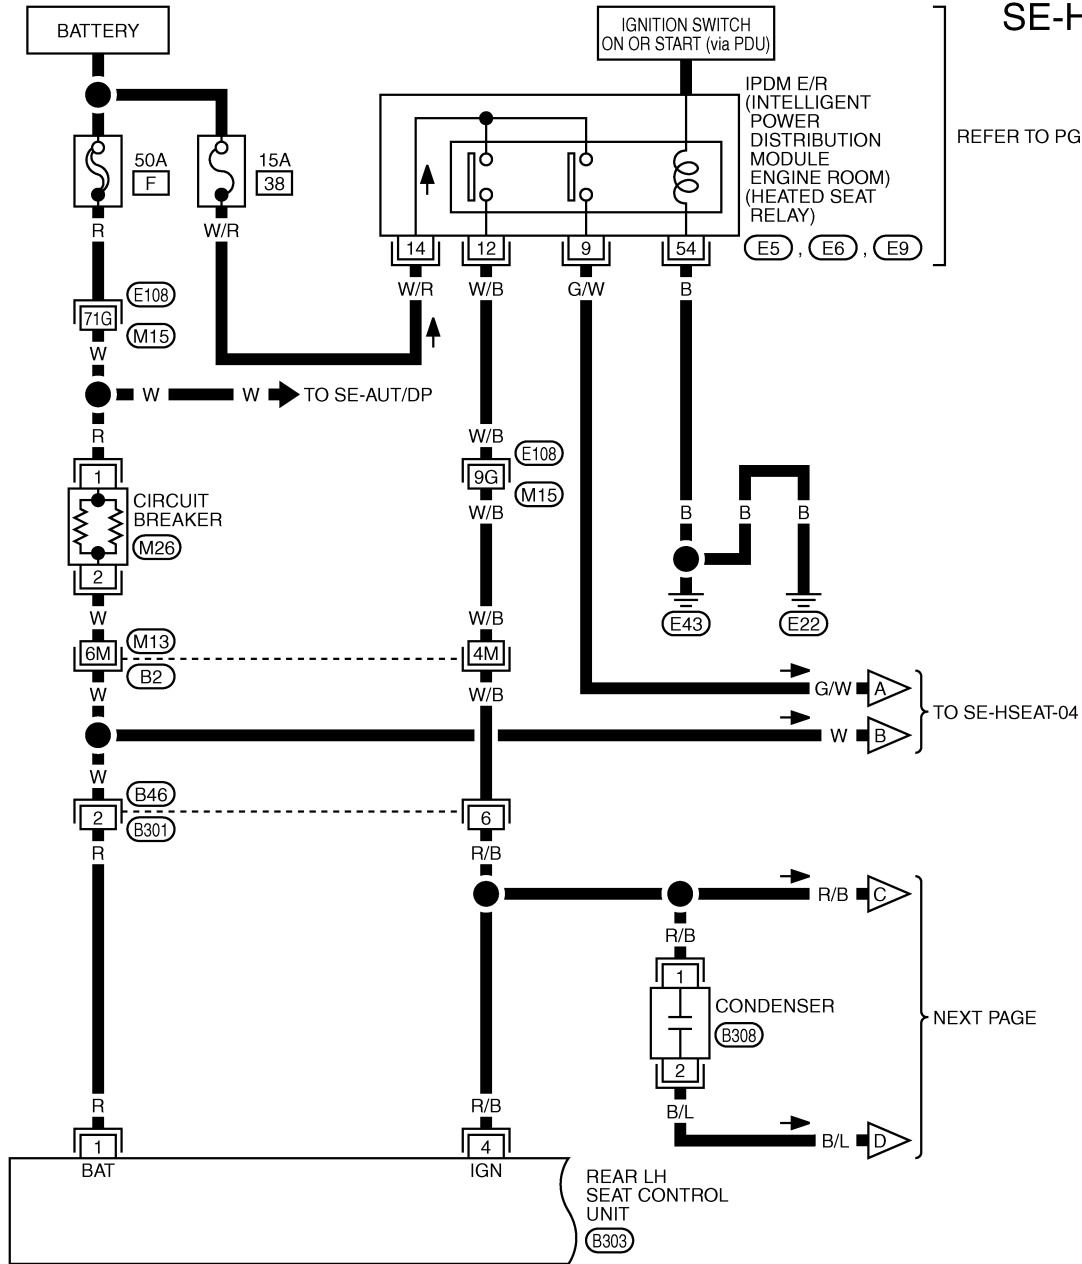 SE-H
BATTERY
IGNITION SWITCH
ON OR START (via PDU)
IPDM E/R
(INTELLIGENT
POWER
DISTRIBUTION
MODULE
ENGINE ROOM)
(HEATED SEAT
RELAY)
REFER TO PG
50A
F
15A
38
R
W/R
14
12
9
54
E5 , E6 , E9
W/R
W/B
G/W
B
E108
71G
M15
W
W
W
TO SE-AUT/DP
R
W/B
E108
1
9G
M15
CIRCUIT
BREAKER
M26
W/B
B
B
B
2
W
W/B
E43
E22
M13
6M
4M
B2
W
W/B
G/W
A
TO SE-HSEAT-04
W
B
W
B46
2
6
B301
R
R/B
R/B
C
R/B
1
CONDENSER
B308
NEXT PAGE
2
R
R/B
B/L
B/L
D
1
4
BAT
IGN
REAR LH
SEAT CONTROL
UNIT
B303